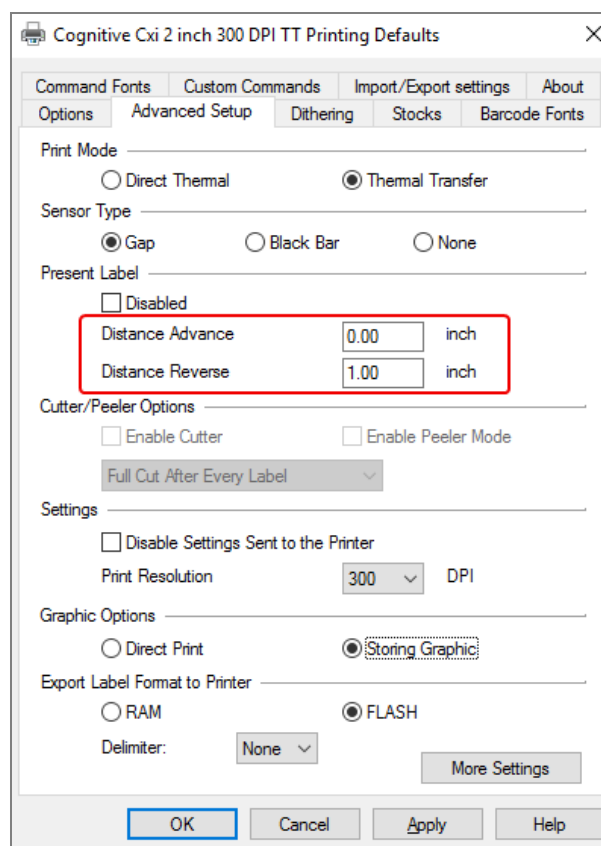 Cognitive Cxi 2 inch 300 DPI TT Printing Defaults
Command Fonts Custom Commands Import/Export settings About
Options Advanced Setup Dithering Stocks Barcode Fonts
Print Mode
Direct Thermal Thermal Transfer
Sensor Type
Gap Black Bar None
Present Label
Disabled
Distance Advance 0.00 inch
Distance Reverse 1.00 inch
Cutter/Peeler Options
Enable Cutter Enable Peeler Mode
Full Cut After Every Label
Settings
Disable Settings Sent to the Printer
Print Resolution 300 DPI
Graphic Options
Direct Print Storing Graphic
Export Label Format to Printer
RAM FLASH
Delimiter: None
More Settings
OK Cancel Apply Help